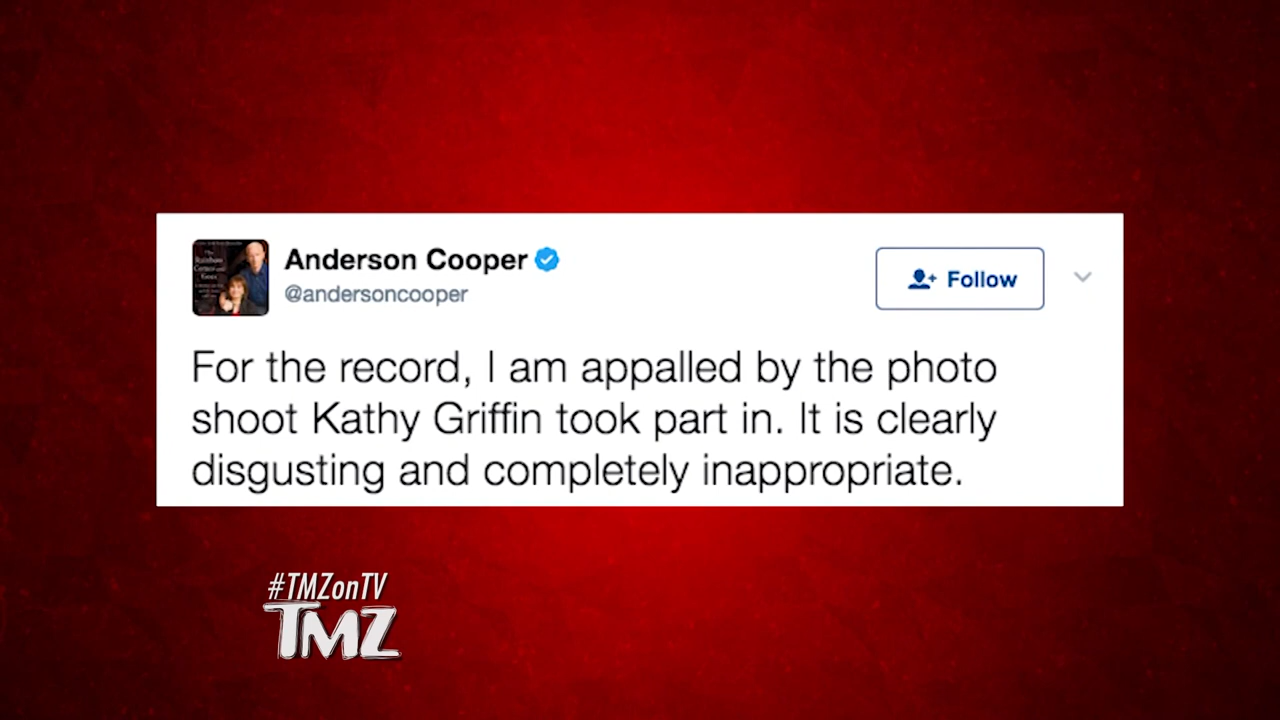 Anderson Cooper
@andersoncooper
Follow
For the record, I am appalled by the photo
shoot Kathy Griffin took part in. It is clearly
disgusting and completely inappropriate.
#TMZonTV
TMZ